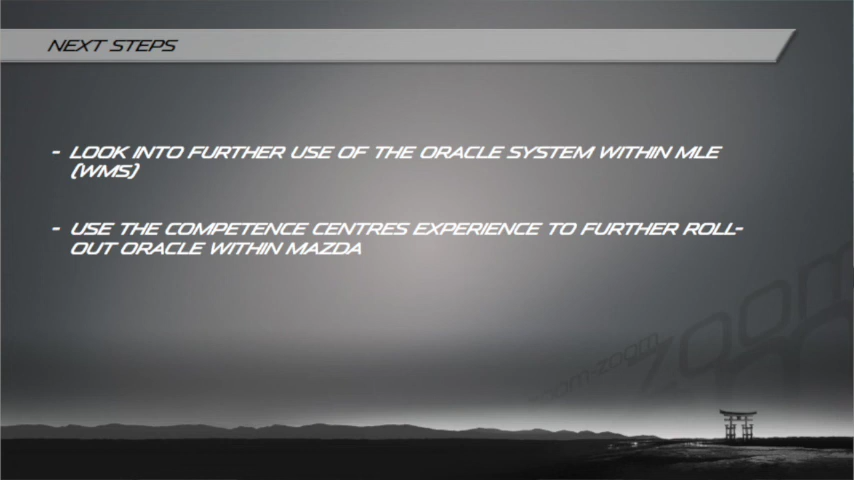 NEXT STEPS
- LOOK INTO FURTHER USE OF THE ORACLE SYSTEM WITHIN MLE
(WMS)
- USE THE COMPETENCE CENTRES EXPERIENCE TO FURTHER ROLL-
OUT ORACLE WITHIN MAZDA
zoom-zoom
zoom